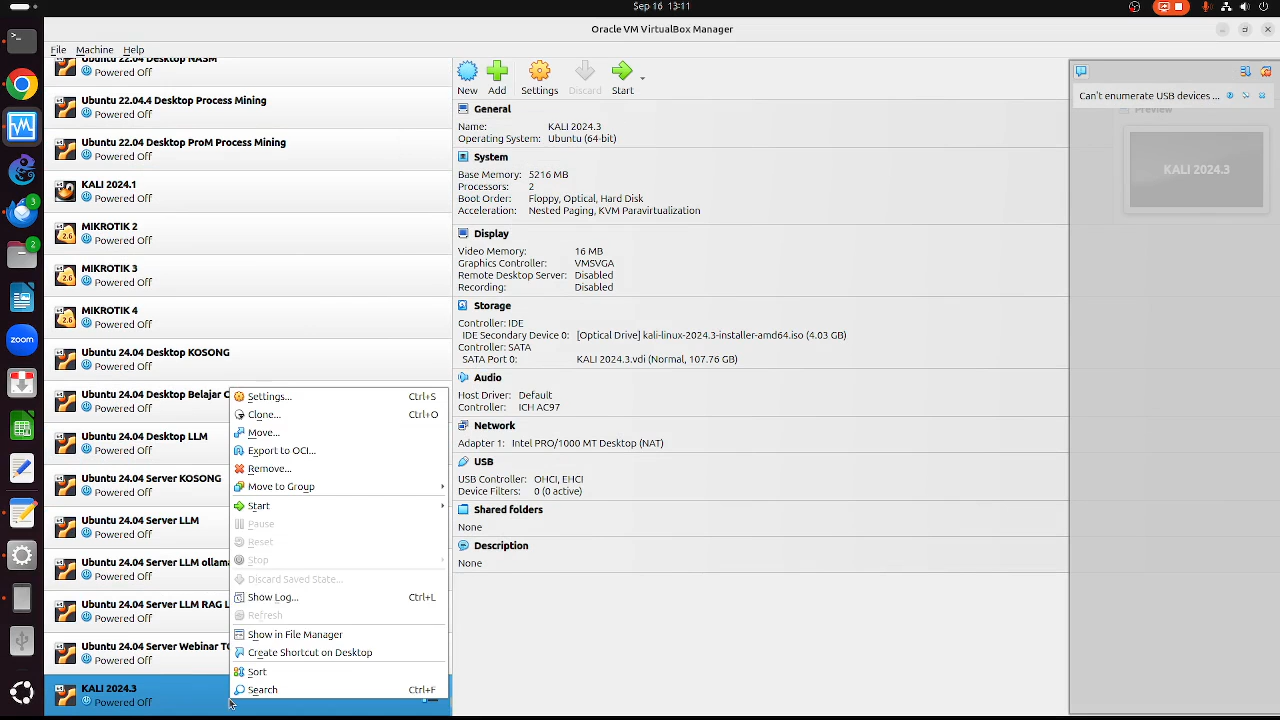 Sep 16 13:11
Oracle VM VirtualBox Manager
File Machine Help
Ubuntu 22.04 Desktop NASM
Powered Off
Ubuntu 22.04.4 Desktop Process Mining
Powered Off
Ubuntu 22.04 Desktop ProM Process Mining
Powered Off
KALI 2024.1
Powered Off
MIKROTIK 2
Powered Off
MIKROTIK 3
Powered Off
MIKROTIK 4
Powered Off
Ubuntu 24.04 Desktop KOSONG
Powered Off
Ubuntu 24.04 Desktop Belajar C
Powered Off
Ubuntu 24.04 Desktop LLM
Powered Off
Ubuntu 24.04 Server KOSONG
Powered Off
Ubuntu 24.04 Server LLM
Powered Off
Ubuntu 24.04 Server LLM ollam
Powered Off
Ubuntu 24.04 Server LLM RAG L
Powered Off
Ubuntu 24.04 Server Webinar TO
Powered Off
KALI 2024.3
Powered Off
Settings... Ctrl+S
Clone... Ctrl+O
Move...
Export to OCI...
Remove...
Move to Group
Start
Pause
Reset
Stop
Discard Saved State...
Show Log... Ctrl+L
Refresh
Show in File Manager
Create Shortcut on Desktop
Sort
Search Ctrl+F
New Add Settings Discard Start
General
Name: KALI 2024.3
Operating System: Ubuntu (64-bit)
System
Base Memory: 5216 MB
Processors: 2
Boot Order: Floppy, Optical, Hard Disk
Acceleration: Nested Paging, KVM Paravirtualization
Display
Video Memory: 16 MB
Graphics Controller: VMSVGA
Remote Desktop Server: Disabled
Recording: Disabled
Storage
Controller: IDE
IDE Secondary Device 0: [Optical Drive] kali-linux-2024.3-installer-amd64.iso (4.03 GB)
Controller: SATA
SATA Port 0: KALI 2024.3.vdi (Normal, 107.76 GB)
Audio
Host Driver: Default
Controller: ICH AC97
Network
Adapter 1: Intel PRO/1000 MT Desktop (NAT)
USB
USB Controller: OHCI, EHCI
Device Filters: 0 (0 active)
Shared folders
None
Description
None
Can't enumerate USB devices ...
Preview
KALI 2024.3
3
2
zoom
2.6
2.6
2.6